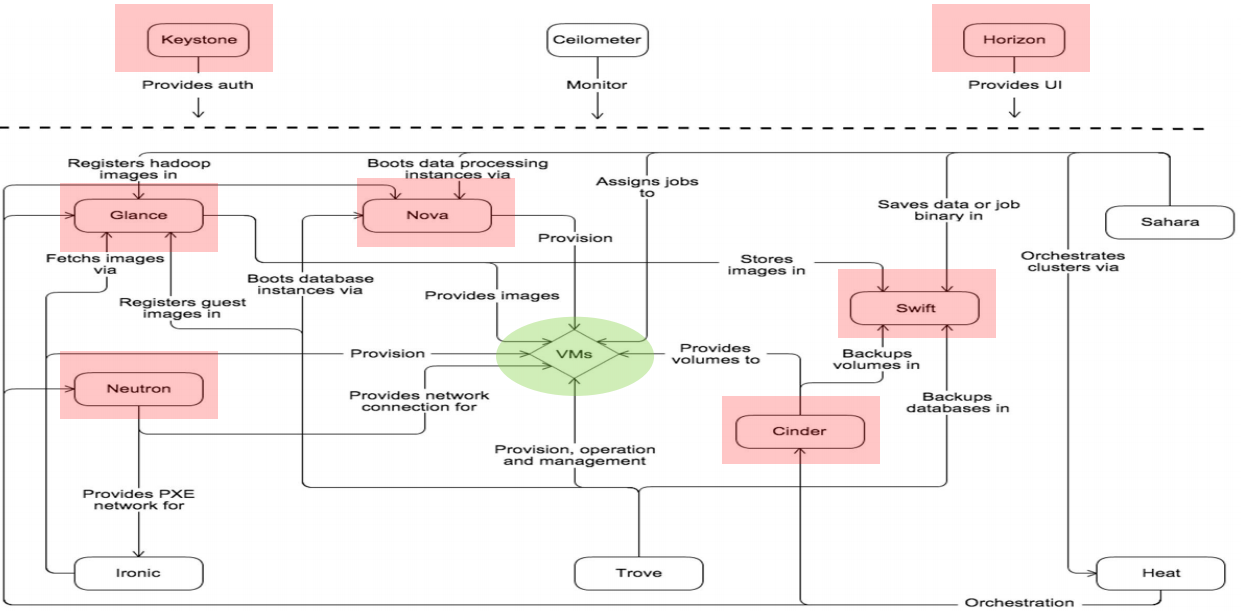 Keystone
Ceilometer
Horizon
Provides auth
Monitor
Provides UI
Registers hadoop
images in
Boots data processing
instances via
Assigns jobs
to
Saves data or job
binary in
Glance
Nova
Sahara
Provision
Fetchs images
via
Boots database
instances via
Stores
images in
Orchestrates
clusters via
Registers guest
images in
Provides images
Swift
Provision
VMs
Provides
volumes to
Backups
volumes in
Neutron
Provides network
connection for
Backups
databases in
Cinder
Provision, operation
and management
Provides PXE
network for
Ironic
Trove
Heat
Orchestration